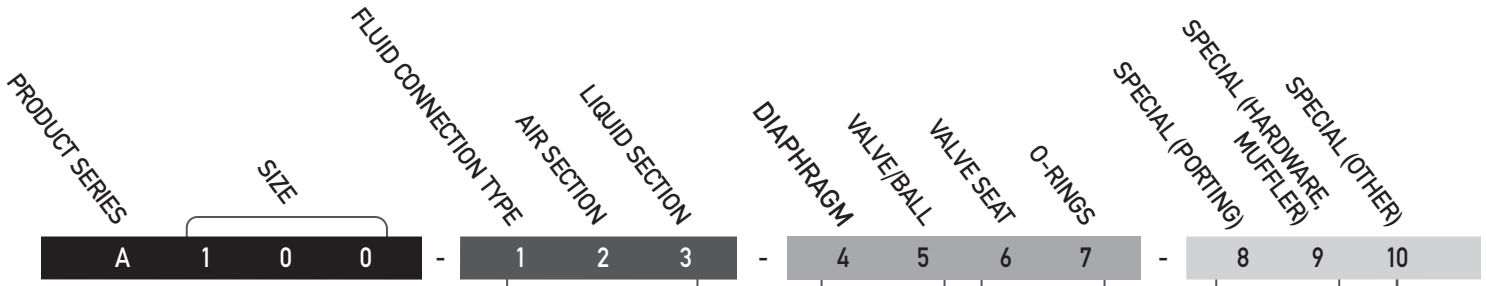 PRODUCT SERIES
SIZE
FLUID CONNECTION TYPE
AIR SECTION
LIQUID SECTION
DIAPHRAGM
VALVE/BALL
VALVE SEAT
O-RINGS
SPECIAL (PORTING)
SPECIAL (HARDWARE,
MUFFLER)
SPECIAL (OTHER)
A 1 0 0 - 1 2 3 - 4 5 6 7 - 8 9 10